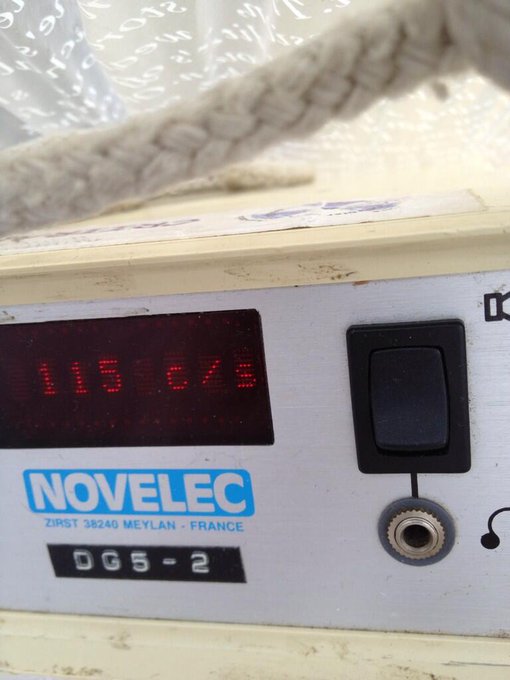 115 c/s
NOVELEC
ZIRST 38240 MEYLAN - FRANCE
DG5-2